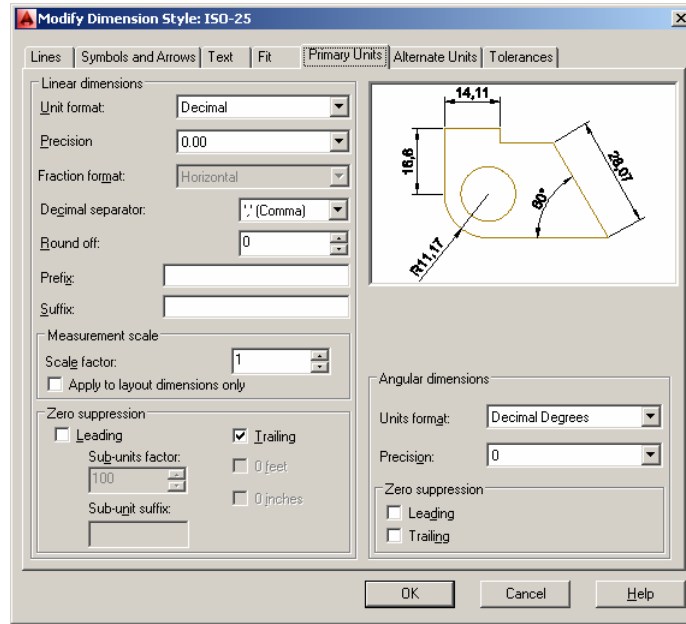 Modify Dimension Style: ISO-25
Lines Symbols and Arrows Text Fit Primary Units Alternate Units Tolerances
Linear dimensions
Unit format: Decimal
Precision 0.00
Fraction format: Horizontal
Decimal separator: ',' (Comma)
Round off: 0
Prefix:
Suffix:
Measurement scale
Scale factor: 1
Apply to layout dimensions only
Zero suppression
Leading
Trailing
Sub-units factor:
100
0 feet
0 inches
Sub-unit suffix:
14,11
16,6
28,07
60°
R11,17
Angular dimensions
Units format: Decimal Degrees
Precision: 0
Zero suppression
Leading
Trailing
OK Cancel Help